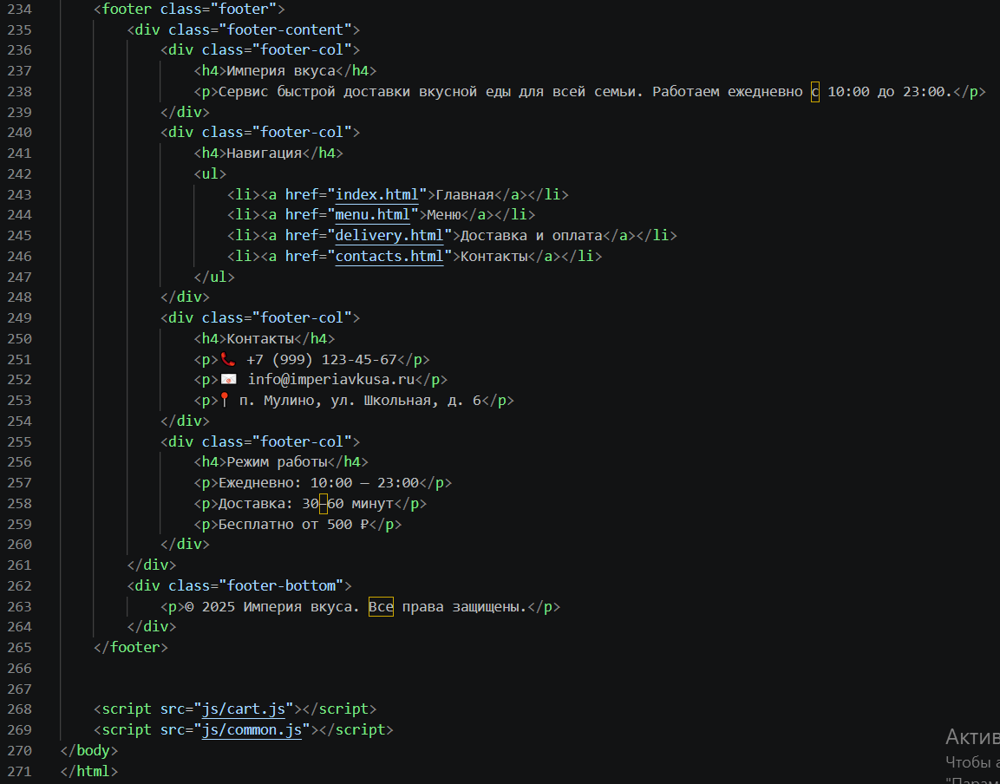 234 <footer class="footer">
235 <div class="footer-content">
236 <div class="footer-col">
237 <h4>Империя вкуса</h4>
238 <p>Сервис быстрой доставки вкусной еды для всей семьи. Работаем ежедневно с 10:00 до 23:00.</p>
239 </div>
240 <div class="footer-col">
241 <h4>Навигация</h4>
242 <ul>
243 <li><a href="index.html">Главная</a></li>
244 <li><a href="menu.html">Меню</a></li>
245 <li><a href="delivery.html">Доставка и оплата</a></li>
246 <li><a href="contacts.html">Контакты</a></li>
247 </ul>
248 </div>
249 <div class="footer-col">
250 <h4>Контакты</h4>
251 <p>📞 +7 (999) 123-45-67</p>
252 <p>📧 info@imperiavkusa.ru</p>
253 <p>📍 п. Мулино, ул. Школьная, д. 6</p>
254 </div>
255 <div class="footer-col">
256 <h4>Режим работы</h4>
257 <p>Ежедневно: 10:00 — 23:00</p>
258 <p>Доставка: 30–60 минут</p>
259 <p>Бесплатно от 500 ₽</p>
260 </div>
261 </div>
262 <div class="footer-bottom">
263 <p>© 2025 Империя вкуса. Все права защищены.</p>
264 </div>
265 </footer>
266
267
268 <script src="js/cart.js"></script>
269 <script src="js/common.js"></script>
270 </body>
271 </html>
Актив
Чтобы а